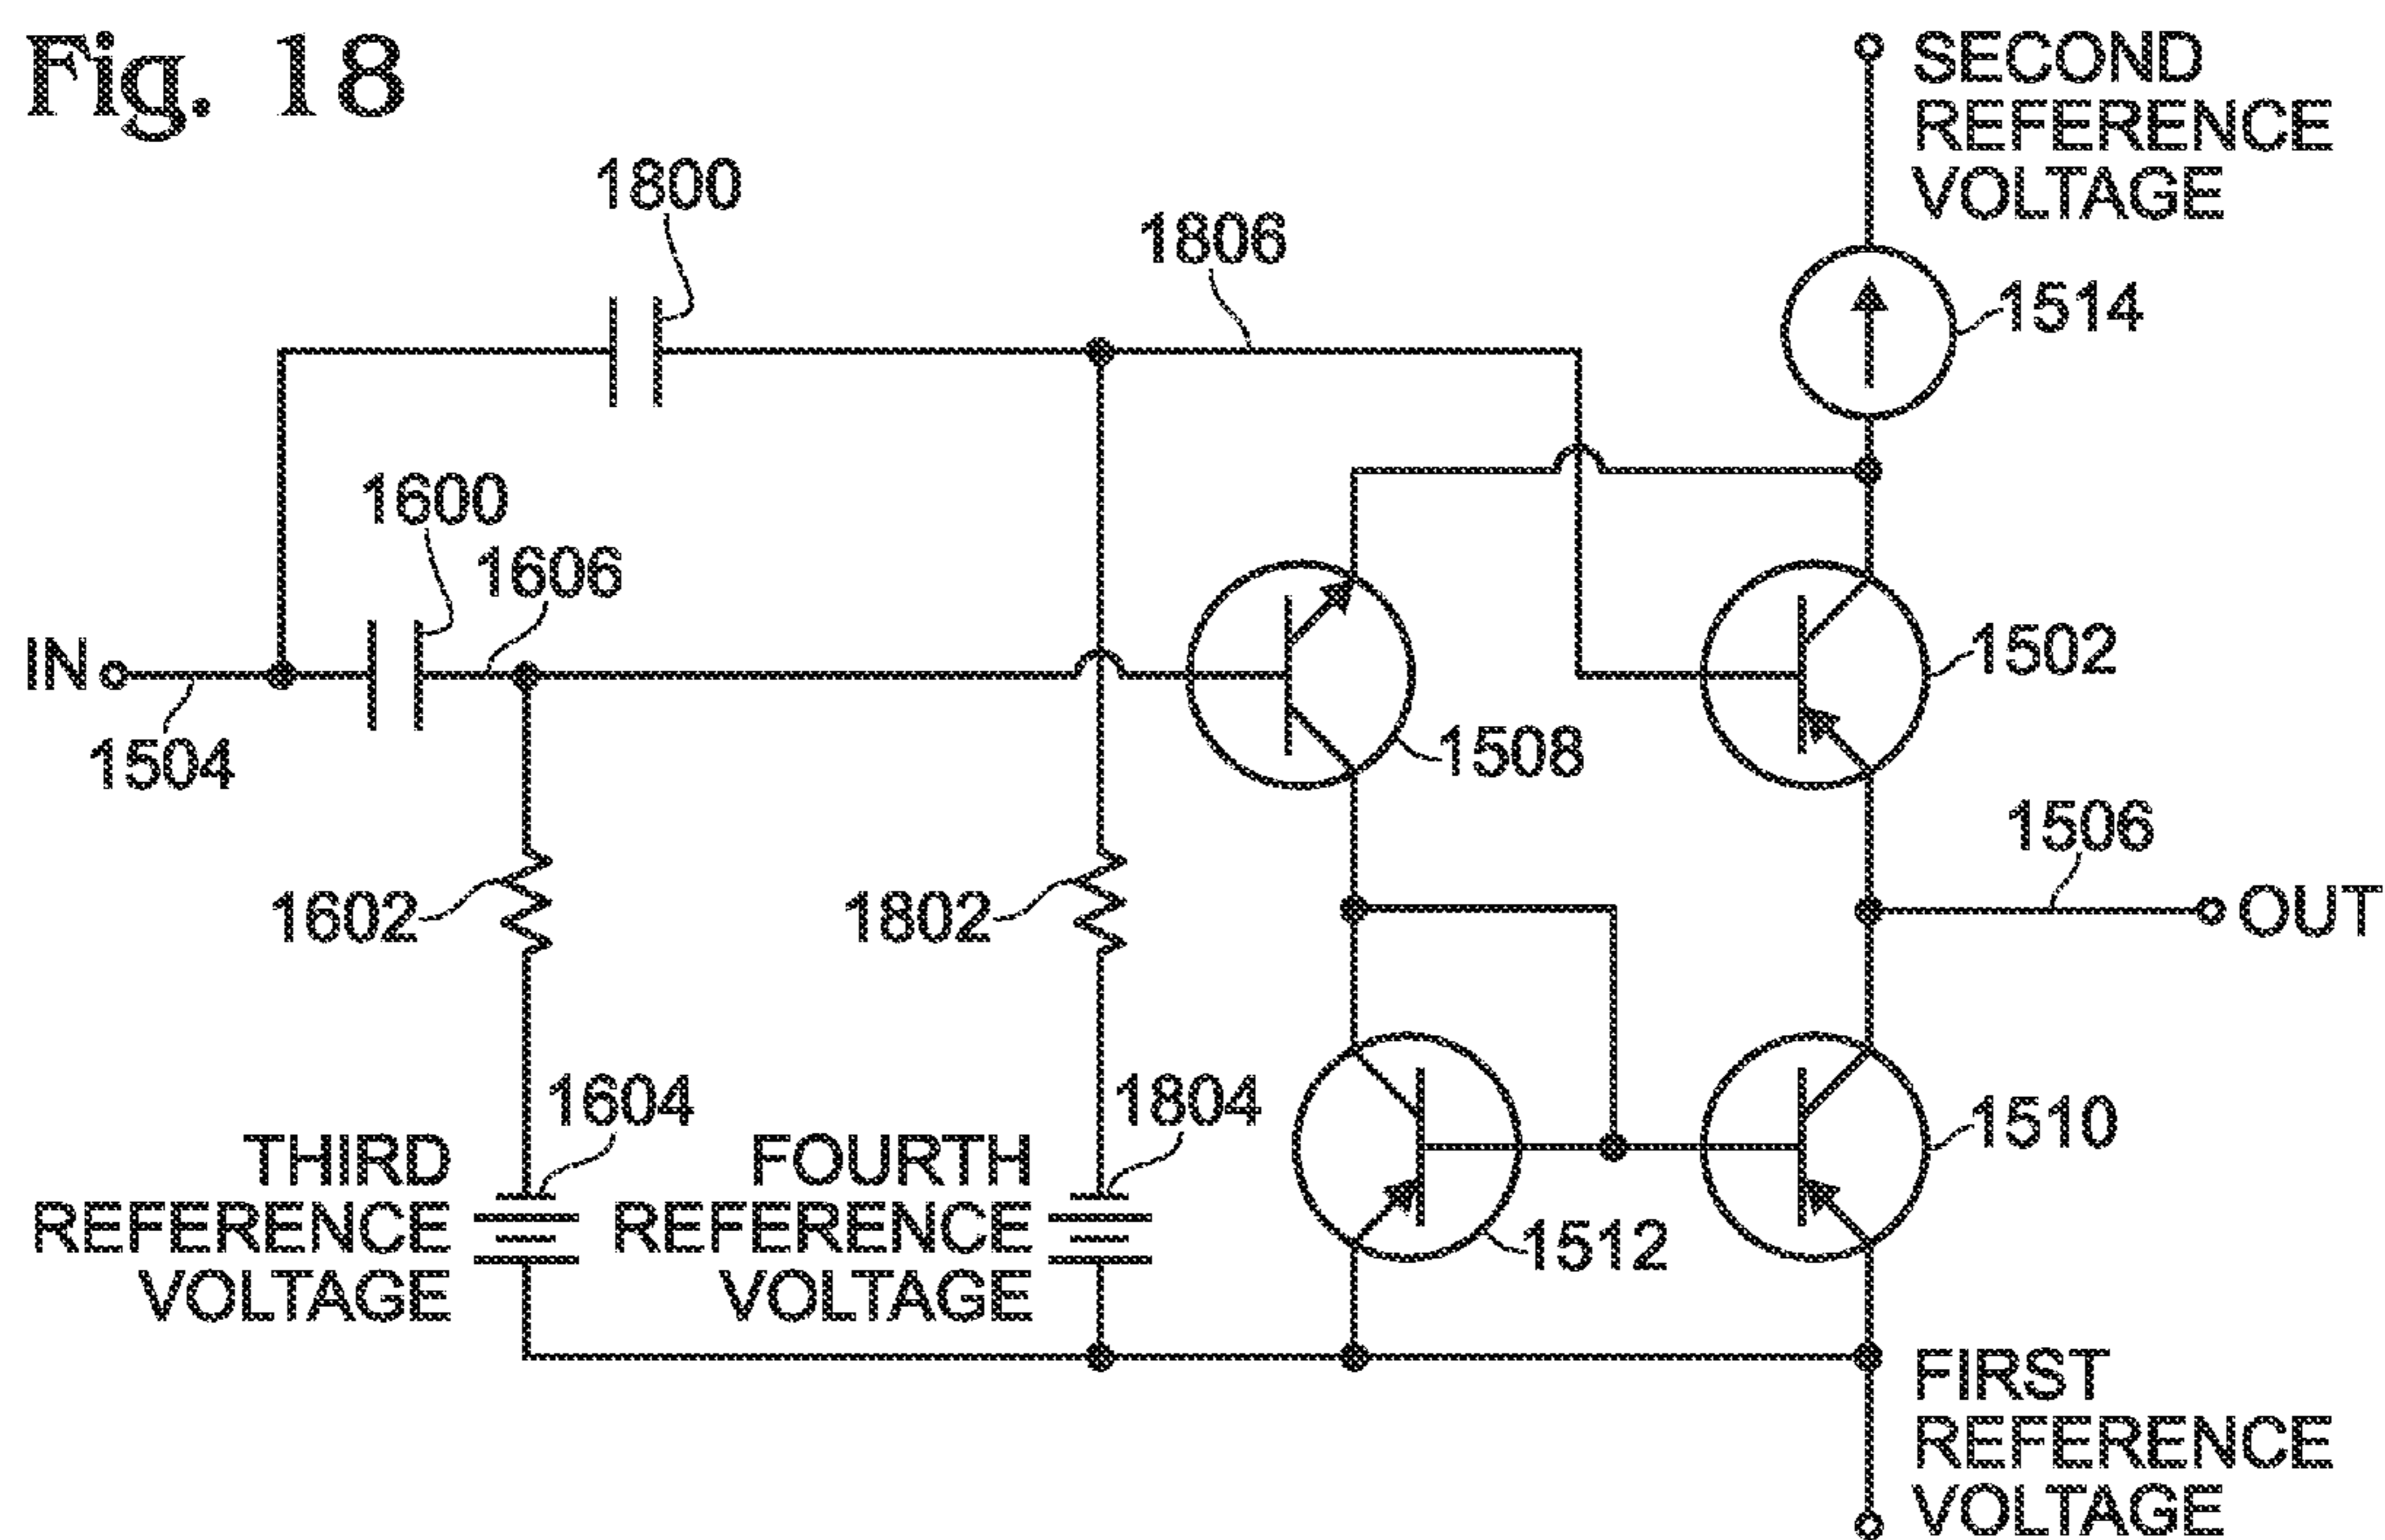 Fig. 18
SECOND
REFERENCE
VOLTAGE
1800
1806
1514
1600
1606
IN
1504
1502
1508
1506
OUT
1602
1802
1604
1804
THIRD
REFERENCE
VOLTAGE
FOURTH
REFERENCE
VOLTAGE
1510
1512
FIRST
REFERENCE
VOLTAGE